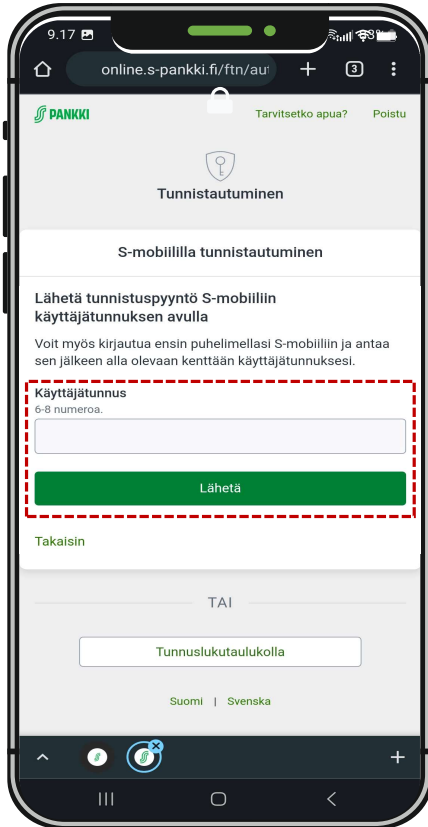 9.17
online.s-pankki.fi/ftn/aut
3
S PANKKI
Tarvitsetko apua? Poistu
Tunnistautuminen
S-mobiililla tunnistautuminen
Lähetä tunnistuspyyntö S-mobiiliin
käyttäjätunnuksen avulla
Voit myös kirjautua ensin puhelimellasi S-mobiiliin ja antaa
sen jälkeen alla olevaan kenttään käyttäjätunnuksesi.
Käyttäjätunnus
6-8 numeroa.
Lähetä
Takaisin
TAI
Tunnuslukutaulukolla
Suomi | Svenska